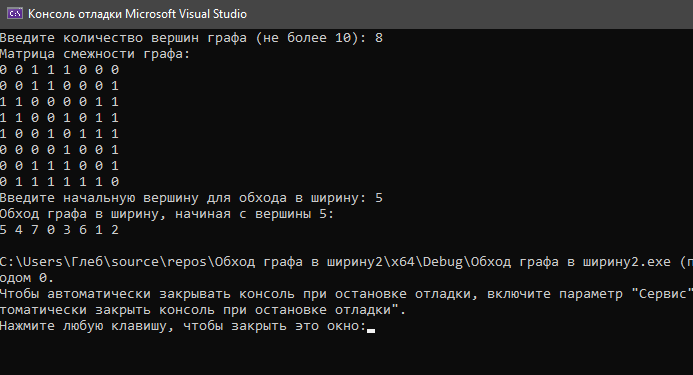 Консоль отладки Microsoft Visual Studio
Введите количество вершин графа (не более 10): 8
Матрица смежности графа:
0 0 1 1 1 0 0 0
0 0 1 1 0 0 0 1
1 1 0 0 0 0 1 1
1 1 0 0 1 0 1 1
1 0 0 1 0 1 1 1
0 0 0 0 1 0 0 1
0 0 1 1 1 0 0 1
0 1 1 1 1 1 1 0
Введите начальную вершину для обхода в ширину: 5
Обход графа в ширину, начиная с вершины 5:
5 4 7 0 3 6 1 2
C:\Users\Глеб\source\repos\Обход графа в ширину2\x64\Debug\Обход графа в ширину2.exe (п
одом 0.
Чтобы автоматически закрывать консоль при остановке отладки, включите параметр "Сервис"
томатически закрыть консоль при остановке отладки".
Нажмите любую клавишу, чтобы закрыть это окно: